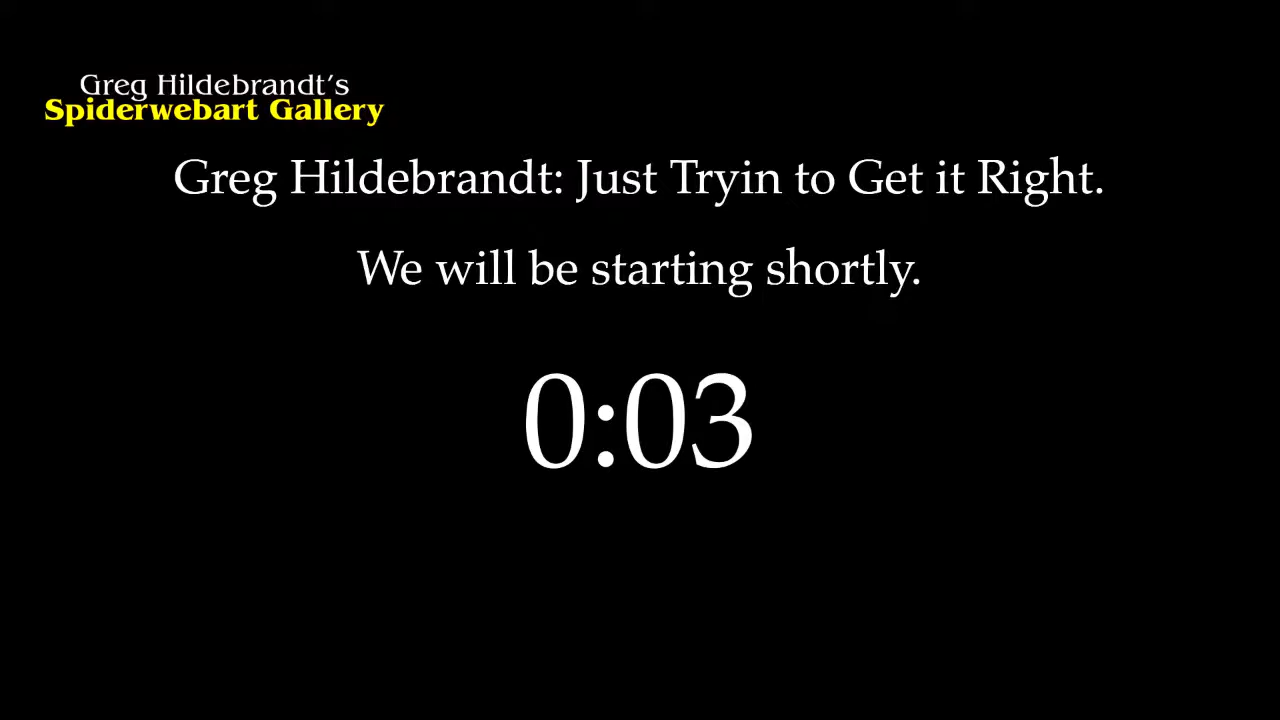 Greg Hildebrandt's
Spiderwebart Gallery
Greg Hildebrandt: Just Tryin to Get it Right.
We will be starting shortly.
0:03